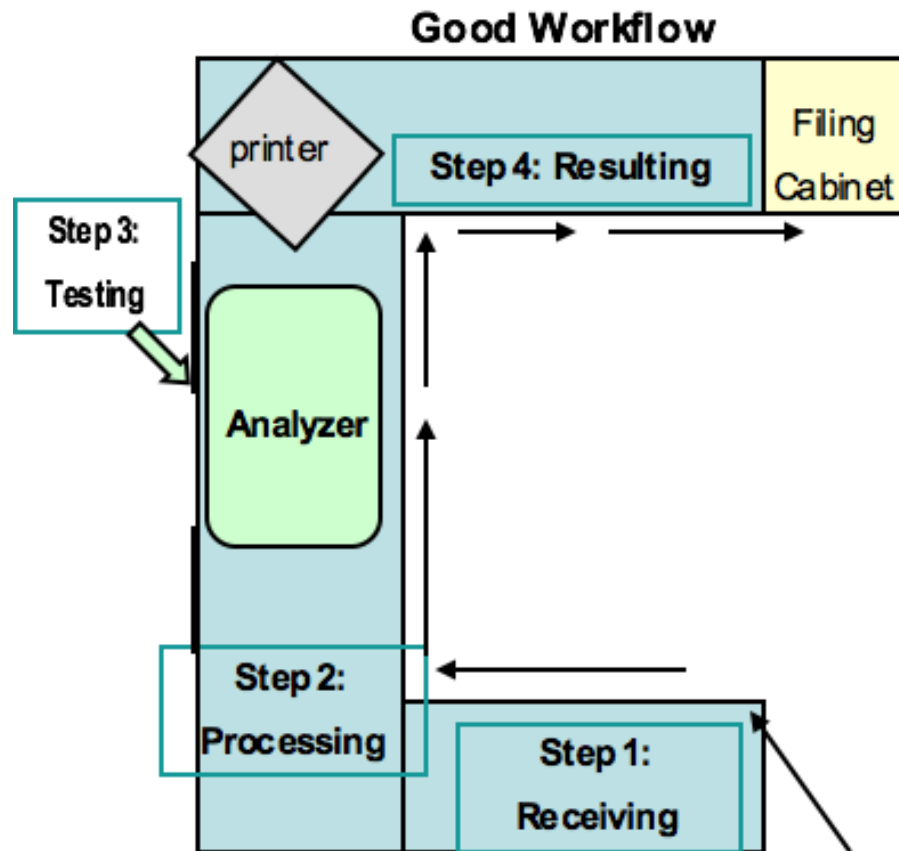 Good Workflow
printer
Step 4: Resulting
Filing
Cabinet
Step 3:
Testing
Analyzer
Step 2:
Processing
Step 1:
Receiving